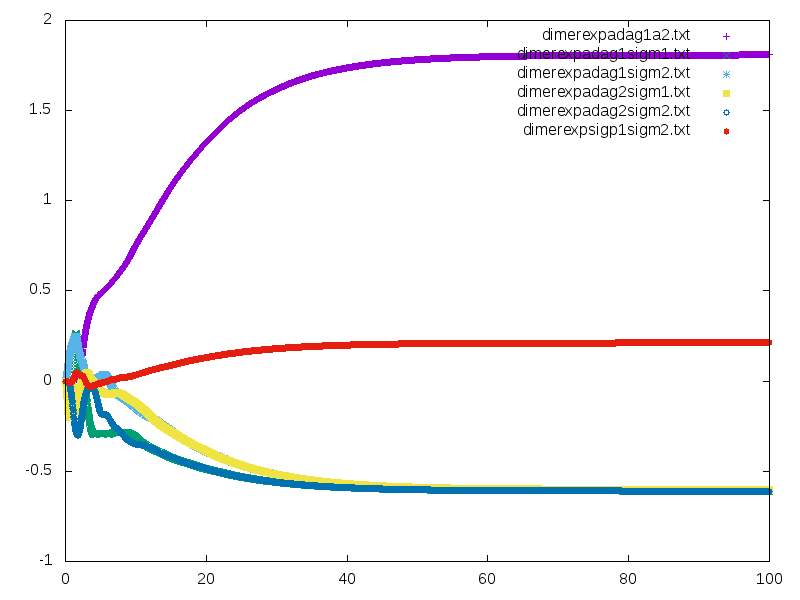 2
1.5
1
0.5
0
-0.5
-1
0
20
40
60
80
100
dimerexpadag1a2.txt
dimerexpadag1sigm1.txt
dimerexpadag1sigm2.txt
dimerexpadag2sigm1.txt
dimerexpadag2sigm2.txt
dimerexpsigp1sigm2.txt